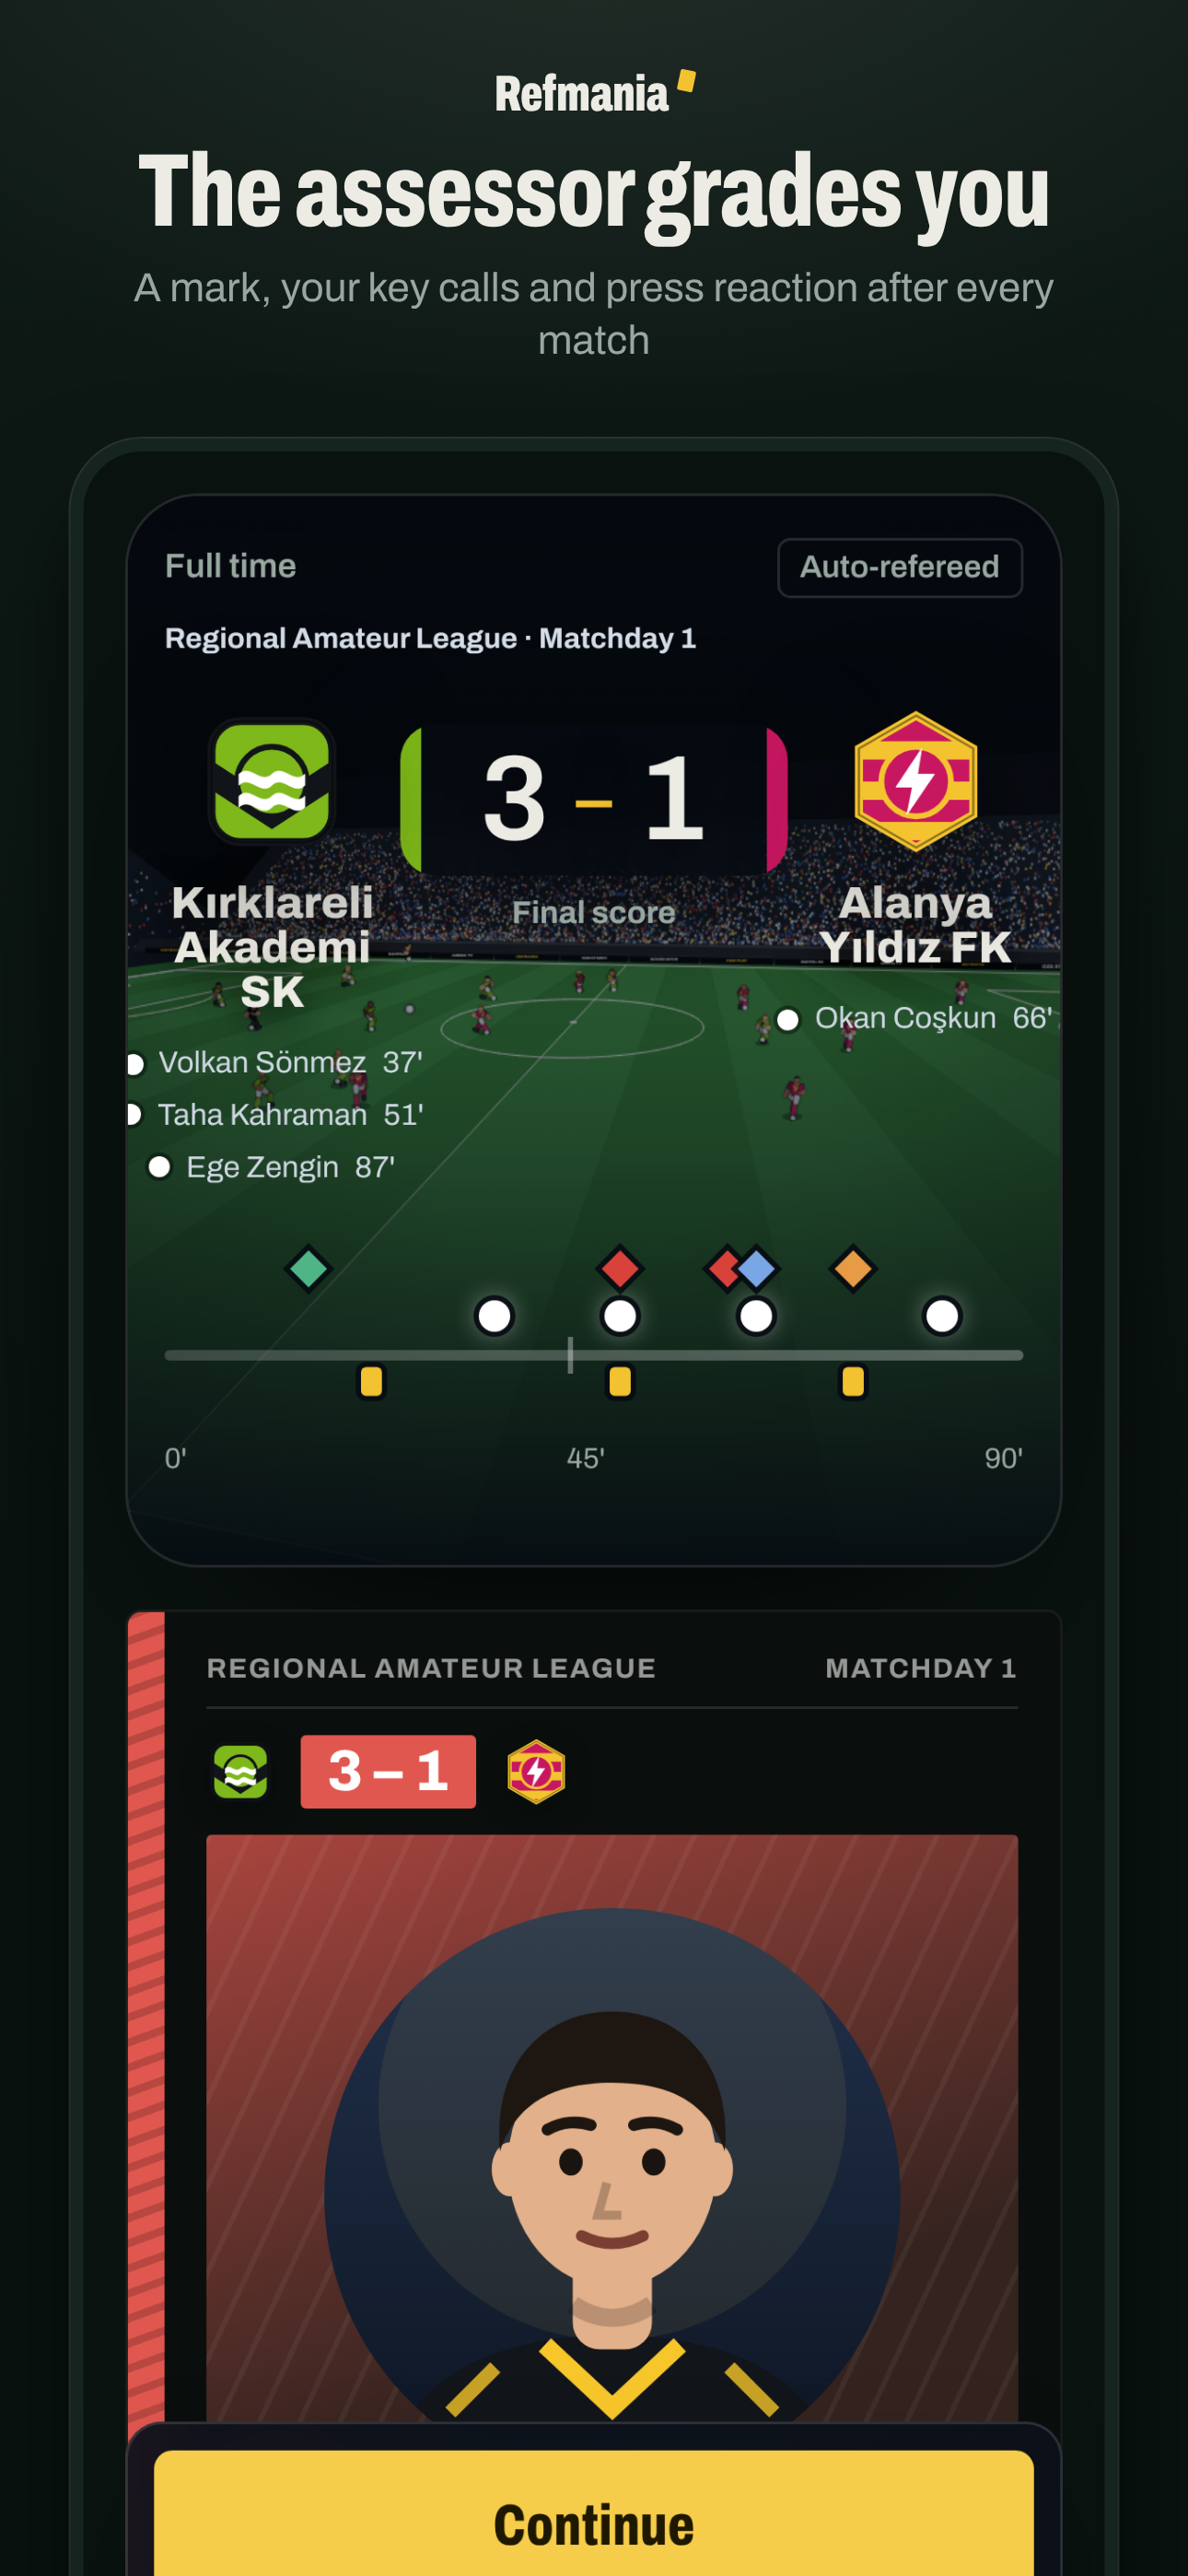 Refmania
The assessor grades you
A mark, your key calls and press reaction after every
match
Full time
Auto-refereed
Regional Amateur League · Matchday 1
3 – 1
Final score
Kırklareli
Akademi
SK
Alanya
Yıldız FK
Okan Coşkun 66'
Volkan Sönmez 37'
Taha Kahraman 51'
Ege Zengin 87'
0'
45'
90'
REGIONAL AMATEUR LEAGUE
MATCHDAY 1
3 – 1
Continue